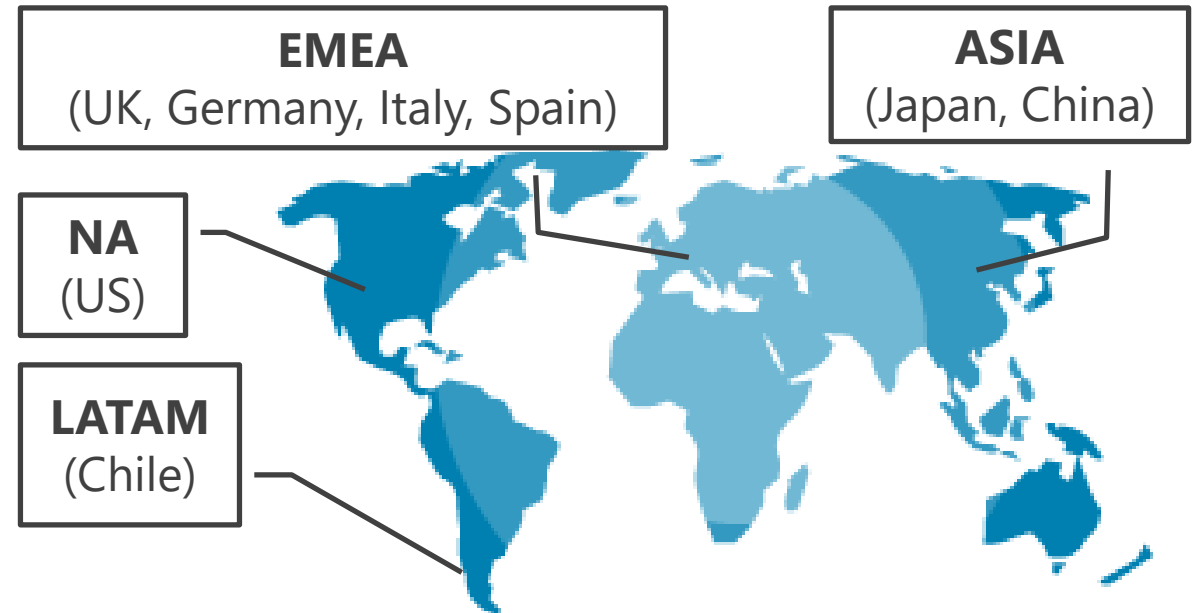 EMEA
(UK, Germany, Italy, Spain)
ASIA
(Japan, China)
NA
(US)
LATAM
(Chile)